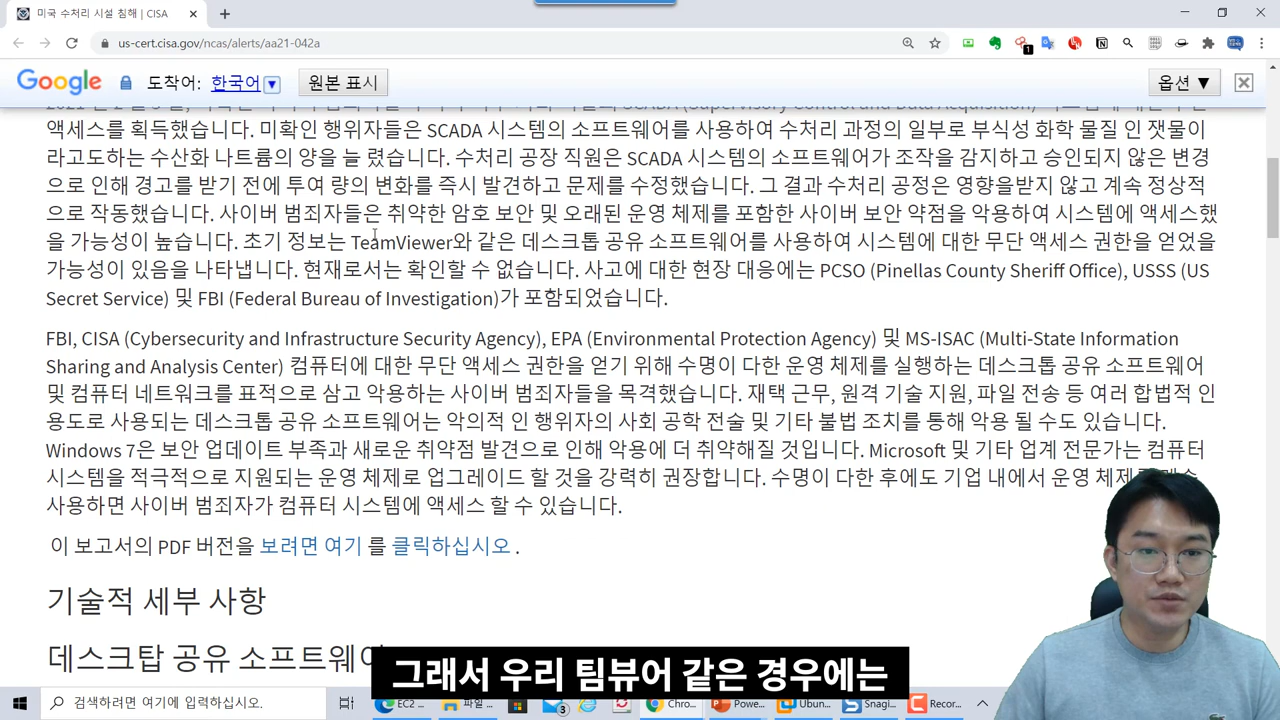 미국 수처리 시설 침해 | CISA
us-cert.cisa.gov/ncas/alerts/aa21-042a
1
Google 도착어: 한국어 ▼ 원본 표시 옵션 ▼
(Supervisory Control and Data Acquisition)
액세스를 획득했습니다. 미확인 행위자들은 SCADA 시스템의 소프트웨어를 사용하여 수처리 과정의 일부로 부식성 화학 물질 인 잿물이
라고도하는 수산화 나트륨의 양을 늘 렸습니다. 수처리 공장 직원은 SCADA 시스템의 소프트웨어가 조작을 감지하고 승인되지 않은 변경
으로 인해 경고를 받기 전에 투여 량의 변화를 즉시 발견하고 문제를 수정했습니다. 그 결과 수처리 공정은 영향을받지 않고 계속 정상적
으로 작동했습니다. 사이버 범죄자들은 취약한 암호 보안 및 오래된 운영 체제를 포함한 사이버 보안 약점을 악용하여 시스템에 액세스했
을 가능성이 높습니다. 초기 정보는 TeamViewer와 같은 데스크톱 공유 소프트웨어를 사용하여 시스템에 대한 무단 액세스 권한을 얻었을
가능성이 있음을 나타냅니다. 현재로서는 확인할 수 없습니다. 사고에 대한 현장 대응에는 PCSO (Pinellas County Sheriff Office), USSS (US
Secret Service) 및 FBI (Federal Bureau of Investigation)가 포함되었습니다.
FBI, CISA (Cybersecurity and Infrastructure Security Agency), EPA (Environmental Protection Agency) 및 MS-ISAC (Multi-State Information
Sharing and Analysis Center) 컴퓨터에 대한 무단 액세스 권한을 얻기 위해 수명이 다한 운영 체제를 실행하는 데스크톱 공유 소프트웨어
및 컴퓨터 네트워크를 표적으로 삼고 악용하는 사이버 범죄자들을 목격했습니다. 재택 근무, 원격 기술 지원, 파일 전송 등 여러 합법적 인
용도로 사용되는 데스크톱 공유 소프트웨어는 악의적 인 행위자의 사회 공학 전술 및 기타 불법 조치를 통해 악용 될 수도 있습니다.
Windows 7은 보안 업데이트 부족과 새로운 취약점 발견으로 인해 악용에 더 취약해질 것입니다. Microsoft 및 기타 업계 전문가는 컴퓨터
시스템을 적극적으로 지원되는 운영 체제로 업그레이드 할 것을 강력히 권장합니다. 수명이 다한 후에도 기업 내에서 운영 체제
사용하면 사이버 범죄자가 컴퓨터 시스템에 액세스 할 수 있습니다.
이 보고서의 PDF 버전을 보려면 여기 를 클릭하십시오 .
기술적 세부 사항
데스크탑 공유 소프트웨어
그래서 우리 팀뷰어 같은 경우에는
검색하려면 여기에 입력하십시오. EC2 파일 3 Chro... Powe... Ubun... Snagi... Recor...